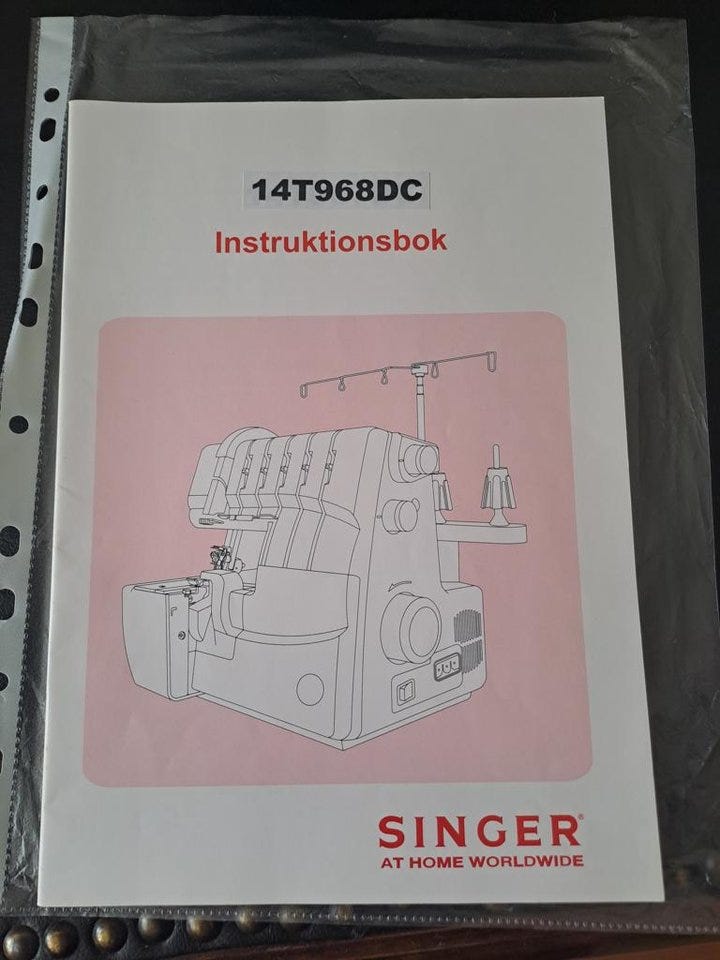 14T968DC
Instruktionsbok
SINGER®
AT HOME WORLDWIDE